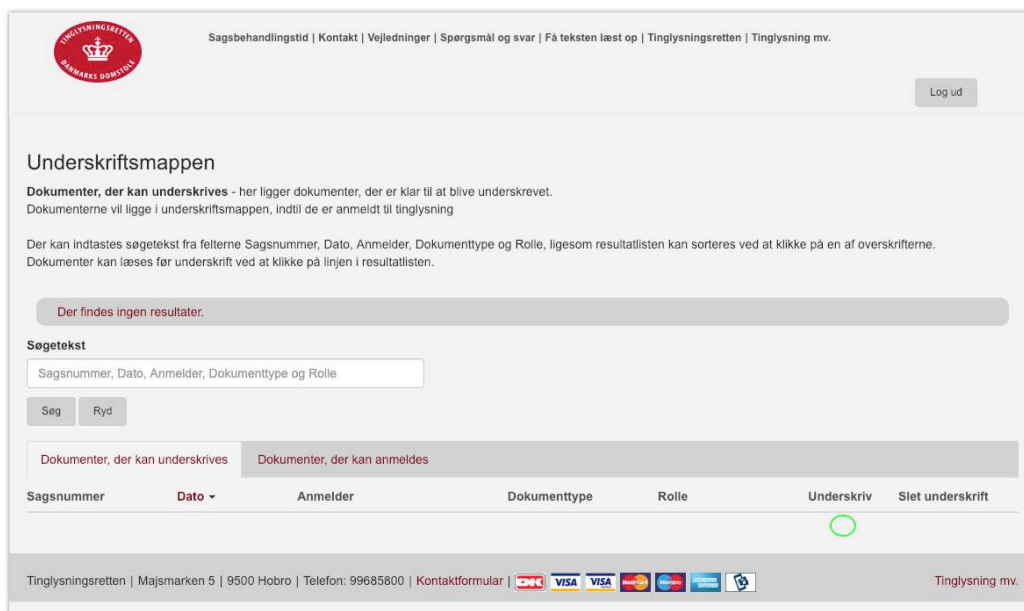 TINGLYSNINGSRETTEN
DANMARKS DOMSTOLE
Sagsbehandlingstid | Kontakt | Vejledninger | Spørgsmål og svar | Få teksten læst op | Tinglysningsretten | Tinglysning mv.
Log ud
Underskriftsmappen
Dokumenter, der kan underskrives - her ligger dokumenter, der er klar til at blive underskrevet.
Dokumenterne vil ligge i underskriftsmappen, indtil de er anmeldt til tinglysning
Der kan indtastes søgetekst fra felterne Sagsnummer, Dato, Anmelder, Dokumenttype og Rolle, ligesom resultatlisten kan sorteres ved at klikke på en af overskrifterne.
Dokumenter kan læses før underskrift ved at klikke på linjen i resultatlisten.
Der findes ingen resultater.
Søgetekst
Sagsnummer, Dato, Anmelder, Dokumenttype og Rolle
Søg Ryd
Dokumenter, der kan underskrives Dokumenter, der kan anmeldes
Sagsnummer Dato Anmelder Dokumenttype Rolle Underskriv Slet underskrift
Tinglysningsretten | Majsmarken 5 | 9500 Hobro | Telefon: 99685800 | Kontaktformular | DK VISA VISA MasterCard Maestro Tinglysning mv.